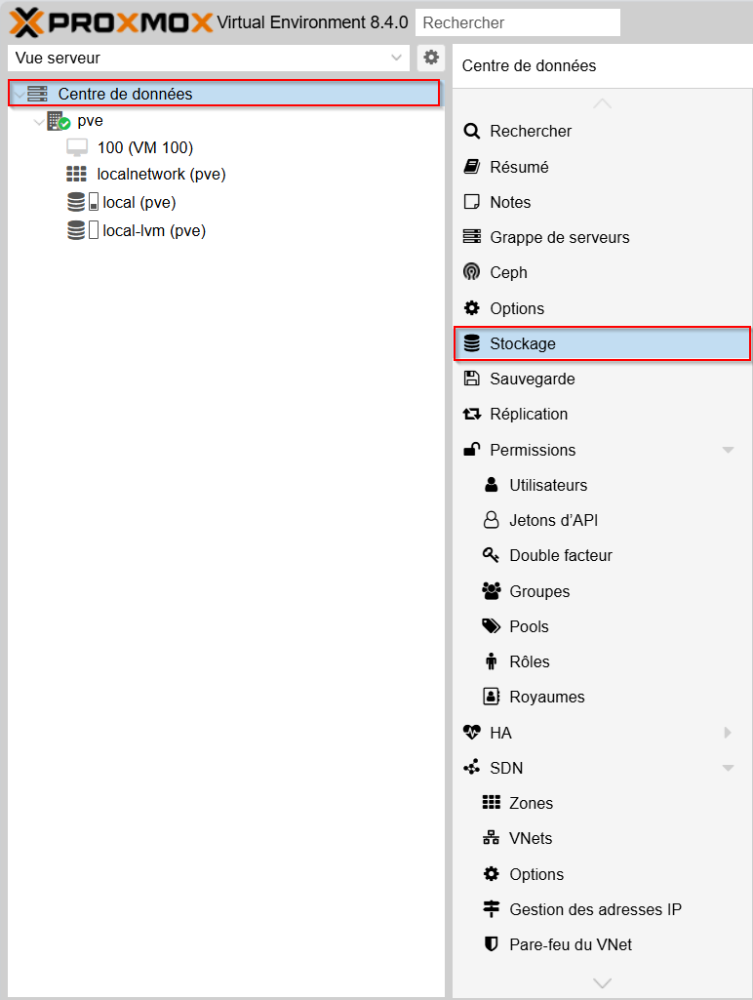 PROXMOX Virtual Environment 8.4.0 Rechercher
Vue serveur
Centre de données
pve
100 (VM 100)
localnetwork (pve)
local (pve)
local-lvm (pve)
Centre de données
Rechercher
Résumé
Notes
Grappe de serveurs
Ceph
Options
Stockage
Sauvegarde
Réplication
Permissions
Utilisateurs
Jetons d’API
Double facteur
Groupes
Pools
Rôles
Royaumes
HA
SDN
Zones
VNets
Options
Gestion des adresses IP
Pare-feu du VNet